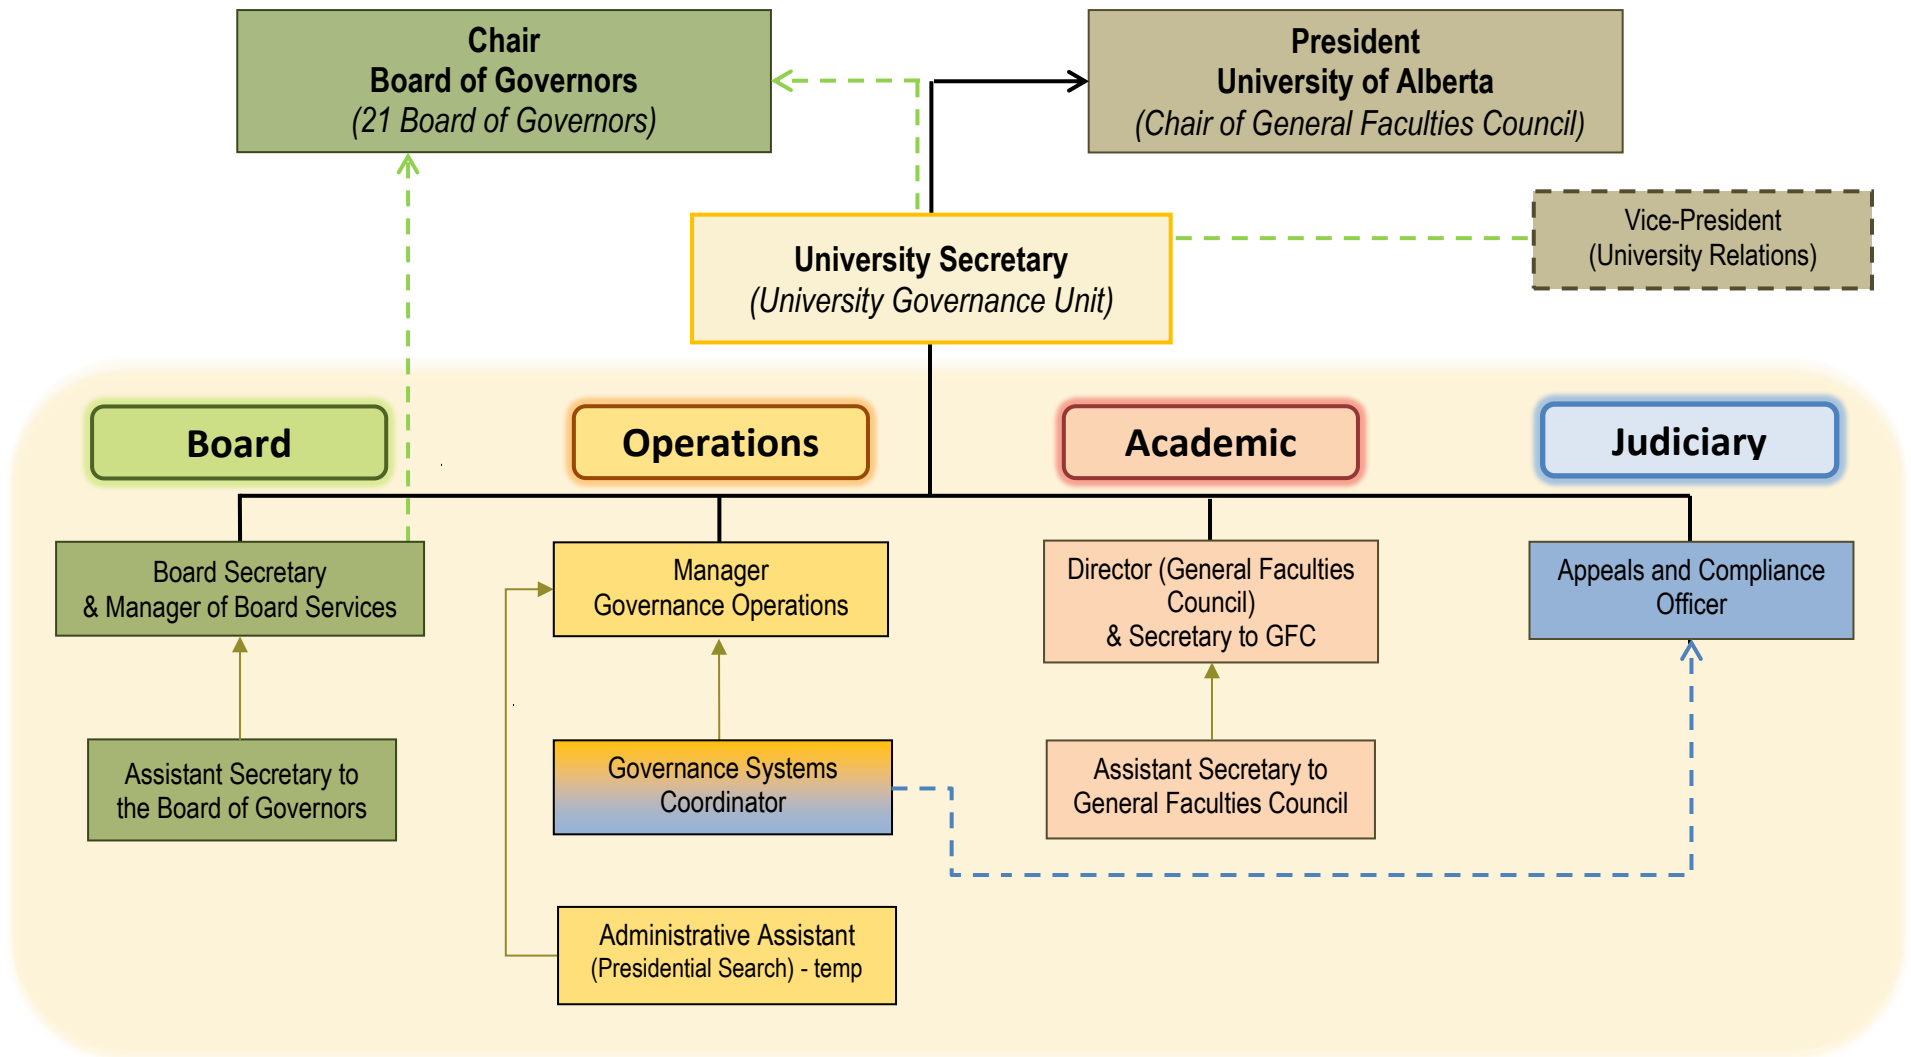 Chair
Board of Governors
(21 Board of Governors)
President
University of Alberta
(Chair of General Faculties Council)
Vice-President
(University Relations)
University Secretary
(University Governance Unit)
Board
Operations
Academic
Judiciary
Board Secretary
& Manager of Board Services
Manager
Governance Operations
Director (General Faculties
Council)
& Secretary to GFC
Appeals and Compliance
Officer
Assistant Secretary to
the Board of Governors
Governance Systems
Coordinator
Assistant Secretary to
General Faculties Council
Administrative Assistant
(Presidential Search) - temp